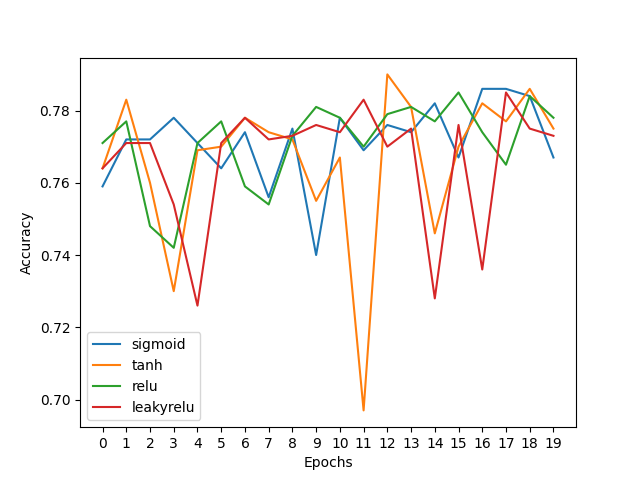 0.78
0.76
0.74
0.72
0.70
Accuracy
sigmoid
tanh
relu
leakyrelu
0 1 2 3 4 5 6 7 8 9 10 11 12 13 14 15 16 17 18 19
Epochs